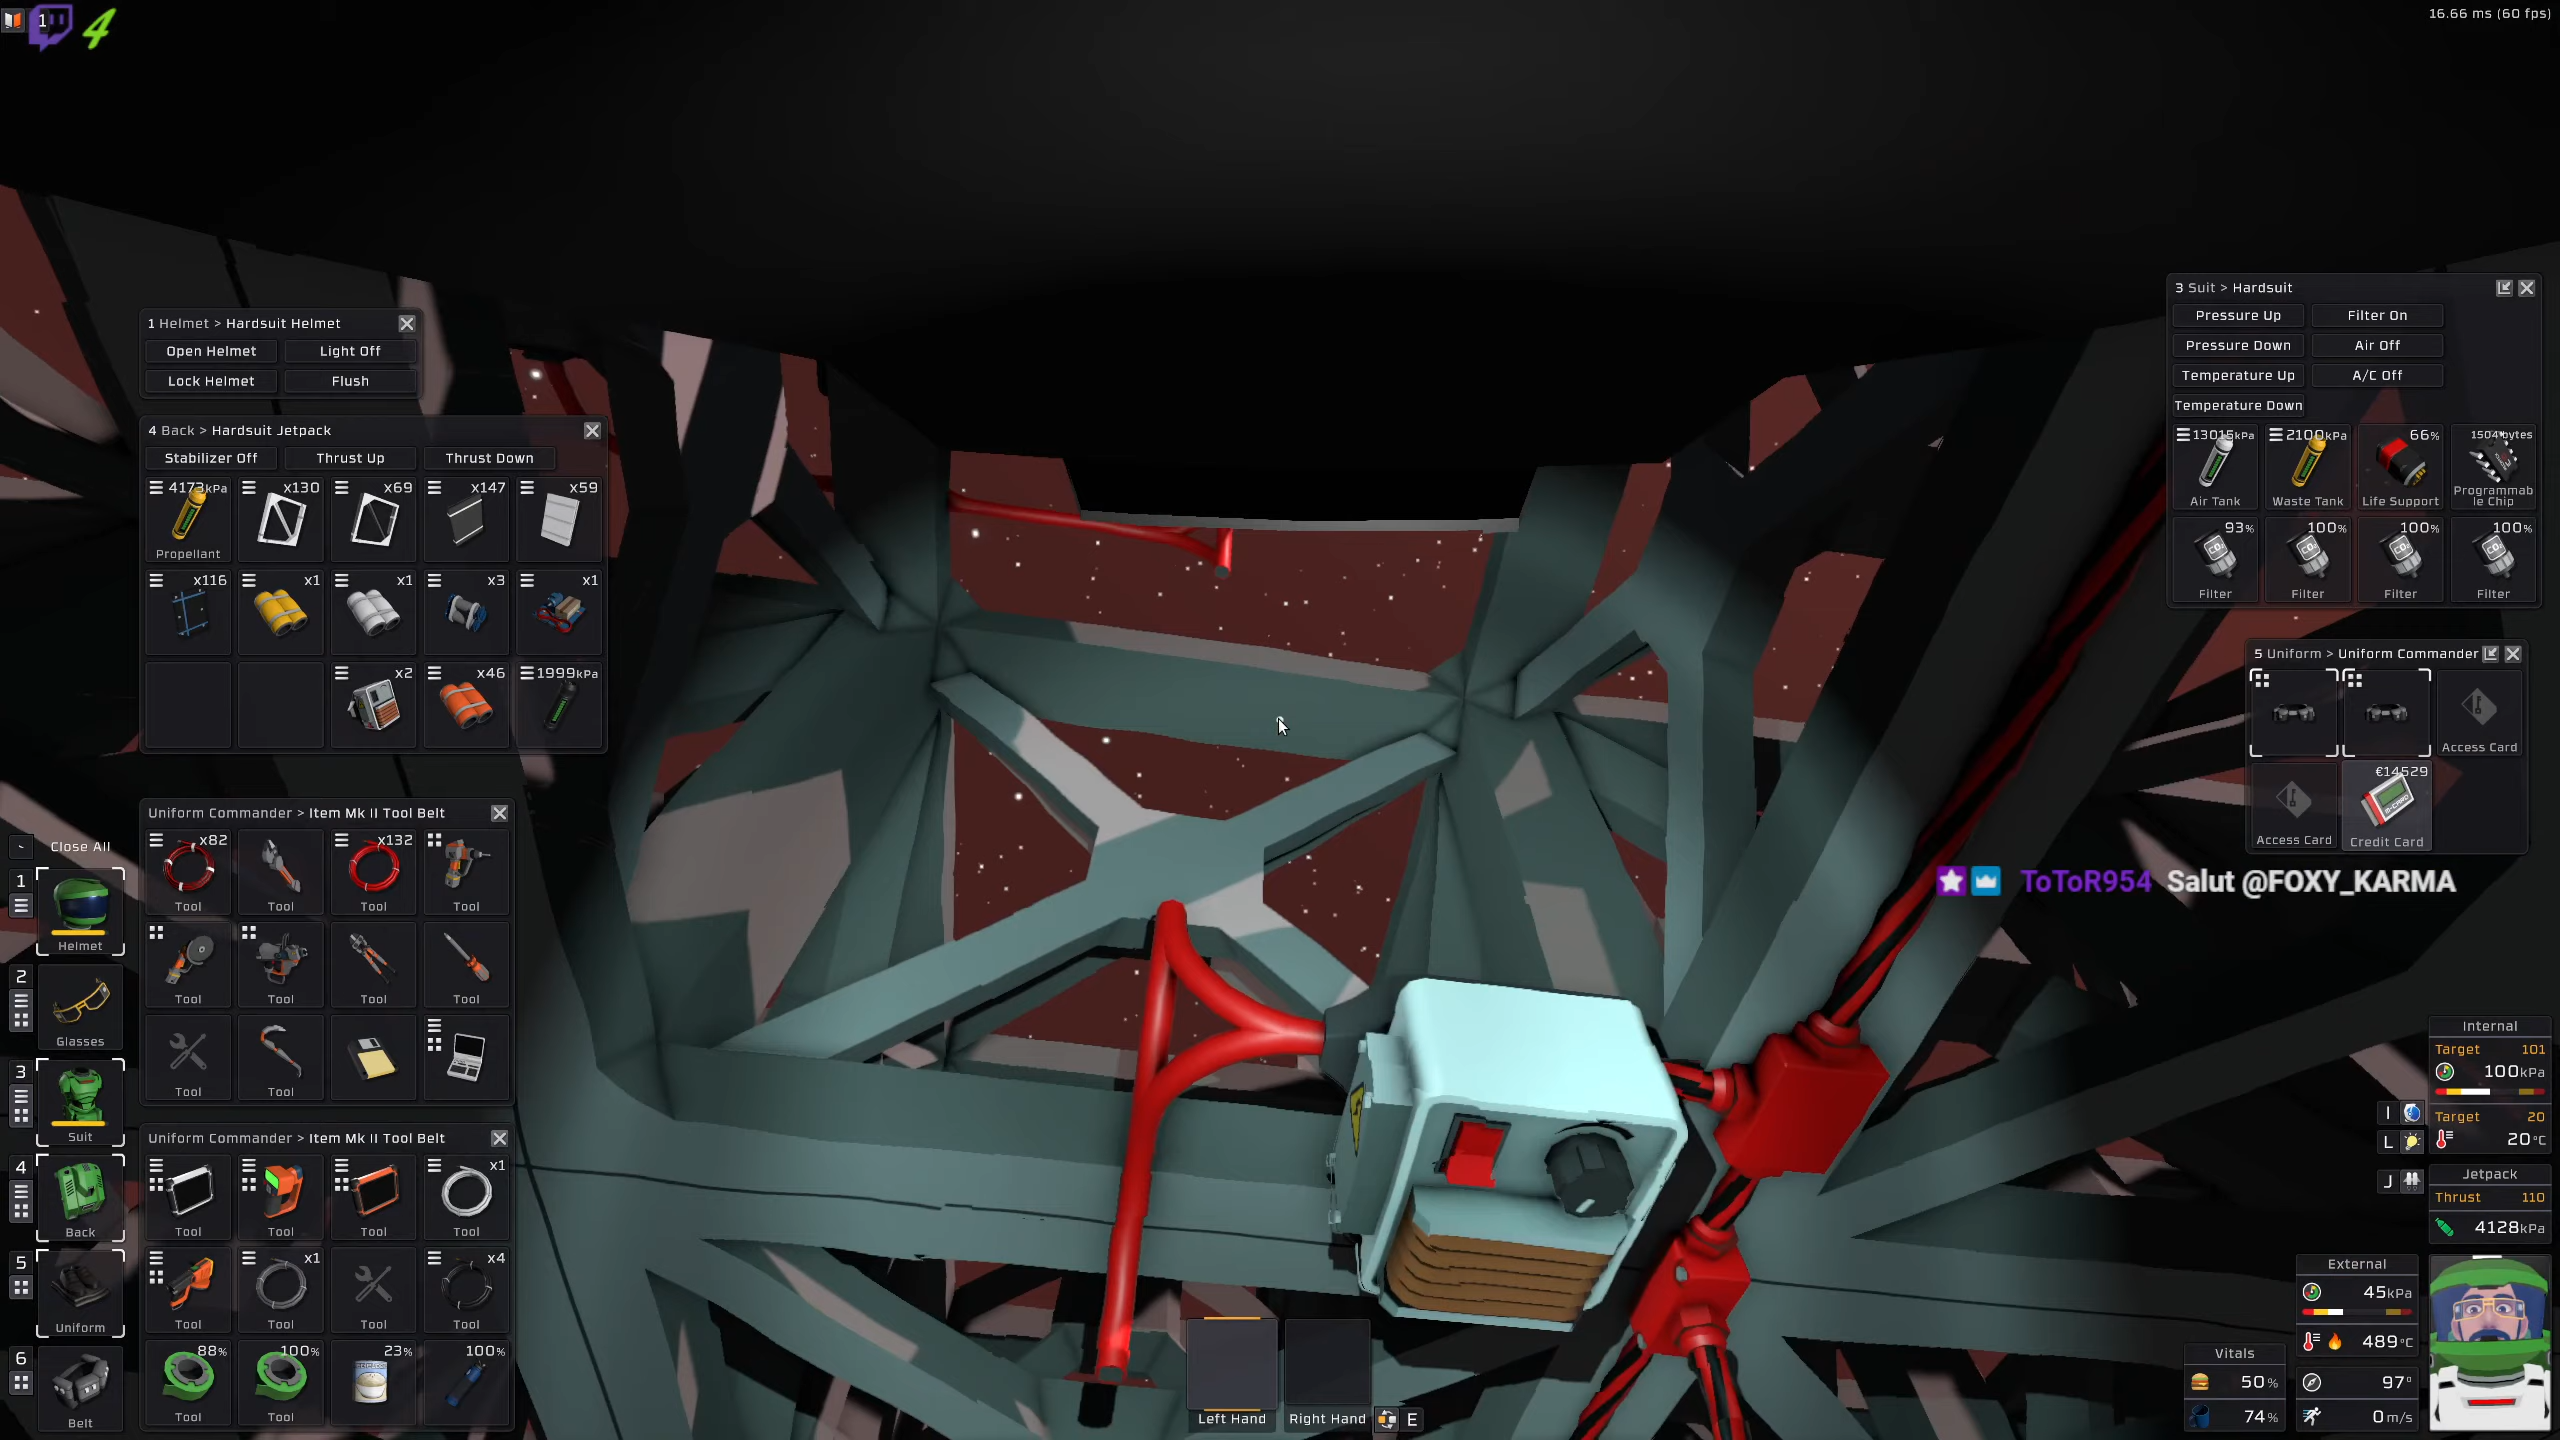 1
4
16.66 ms (60 fps)
1 Helmet > Hardsuit Helmet
Open Helmet
Light Off
Lock Helmet
Flush
4 Back > Hardsuit Jetpack
Stabilizer Off
Thrust Up
Thrust Down
4173kPa
x130
x69
x147
x59
Propellant
x116
x1
x1
x3
x1
x2
x46
1999kPa
Uniform Commander > Item Mk II Tool Belt
x82
x132
Tool
Tool
Tool
Tool
Tool
Tool
Tool
Tool
Tool
Tool
Uniform Commander > Item Mk II Tool Belt
x1
Tool
Tool
Tool
Tool
x1
x4
Tool
Tool
Tool
Tool
88%
100%
23%
100%
Tool
Tool
Close All
1
Helmet
2
Glasses
3
Suit
4
Back
5
Uniform
6
Belt
3 Suit > Hardsuit
Pressure Up
Filter On
Pressure Down
Air Off
Temperature Up
A/C Off
Temperature Down
13015kPa
2100kPa
66%
1504 bytes
Air Tank
Waste Tank
Life Support
Programmab
le Chip
93%
100%
100%
100%
Filter
Filter
Filter
Filter
5 Uniform > Uniform Commander
Access Card
€14529
Access Card
Credit Card
ToToR954 Salut @FOXY_KARMA
Internal
Target 101
100kPa
Target 20
20°C
I
L
J
Jetpack
Thrust 110
4128kPa
External
45kPa
489°C
97°
0m/s
Vitals
50%
74%
Left Hand
Right Hand
E